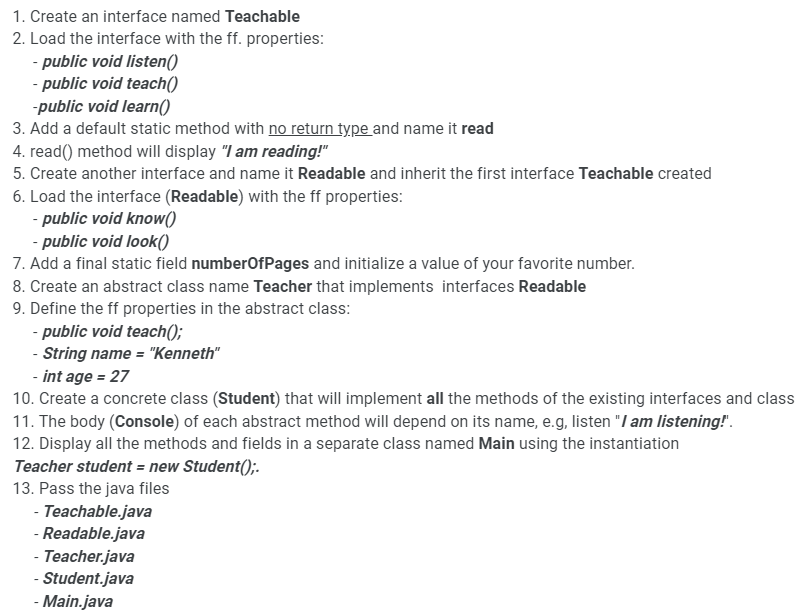 1. Create an interface named Teachable
2. Load the interface with the ff. properties:
- public void listen()
- public void teach()
-public void learn()
3. Add a default static method with no return type and name it read
4. read() method will display "I am reading!"
5. Create another interface and name it Readable and inherit the first interface Teachable created
6. Load the interface (Readable) with the ff properties:
- public void know()
- public void look()
7. Add a final static field numberOfPages and initialize a value of your favorite number.
8. Create an abstract class name Teacher that implements  interfaces Readable
9. Define the ff properties in the abstract class:
- public void teach();
- String name = "Kenneth"
- int age = 27
10. Create a concrete class (Student) that will implement all the methods of the existing interfaces and class
11. The body (Console) of each abstract method will depend on its name, e.g, listen "I am listening!".
12. Display all the methods and fields in a separate class named Main using the instantiation
Teacher student = new Student();.
13. Pass the java files
- Teachable.java
- Readable.java
- Teacher.java
- Student.java
- Main.java